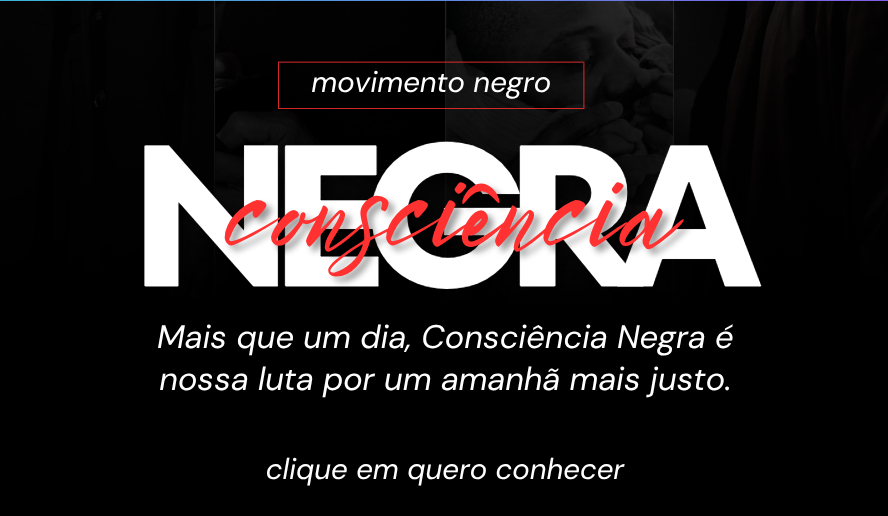 movimento negro
NEGRA
consciência
Mais que um dia, Consciência Negra é
nossa luta por um amanhã mais justo.
clique em quero conhecer